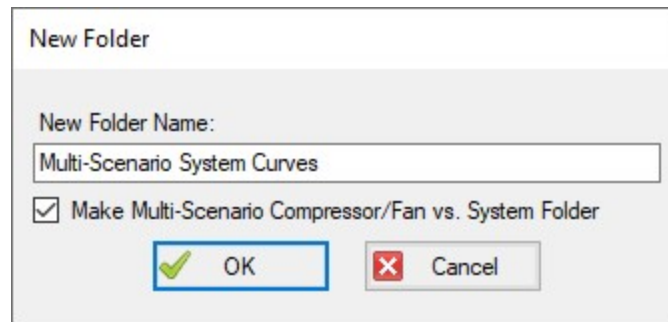 New Folder
New Folder Name:
Multi-Scenario System Curves
Make Multi-Scenario Compressor/Fan vs. System Folder
OK Cancel